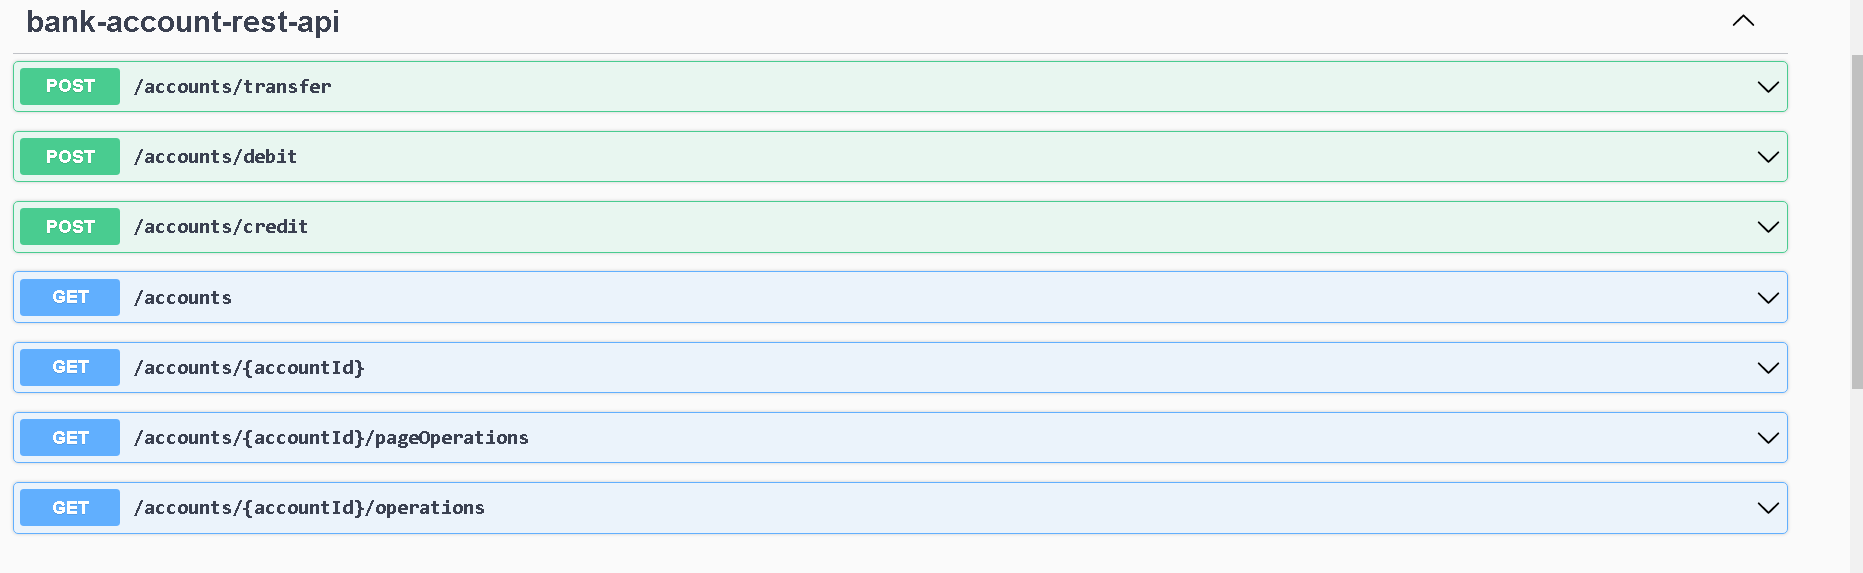 bank-account-rest-api
POST /accounts/transfer
POST /accounts/debit
POST /accounts/credit
GET /accounts
GET /accounts/{accountId}
GET /accounts/{accountId}/pageOperations
GET /accounts/{accountId}/operations